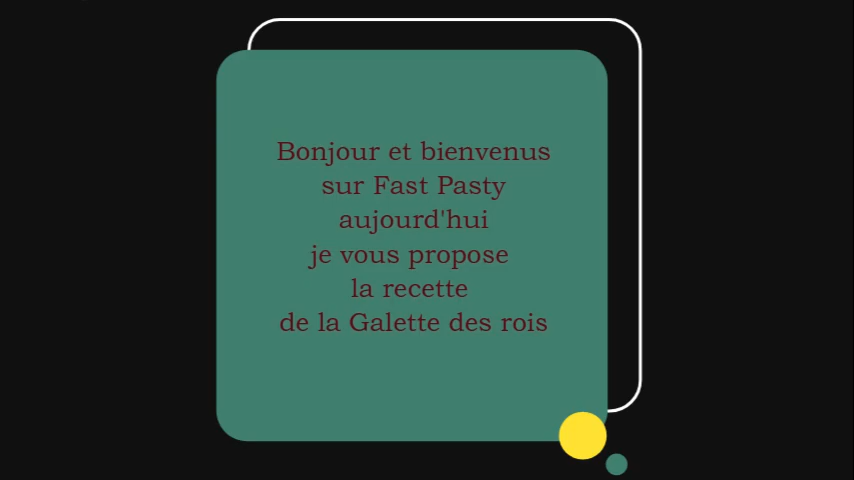 Bonjour et bienvenus
sur Fast Pasty
aujourd'hui
je vous propose
la recette
de la Galette des rois